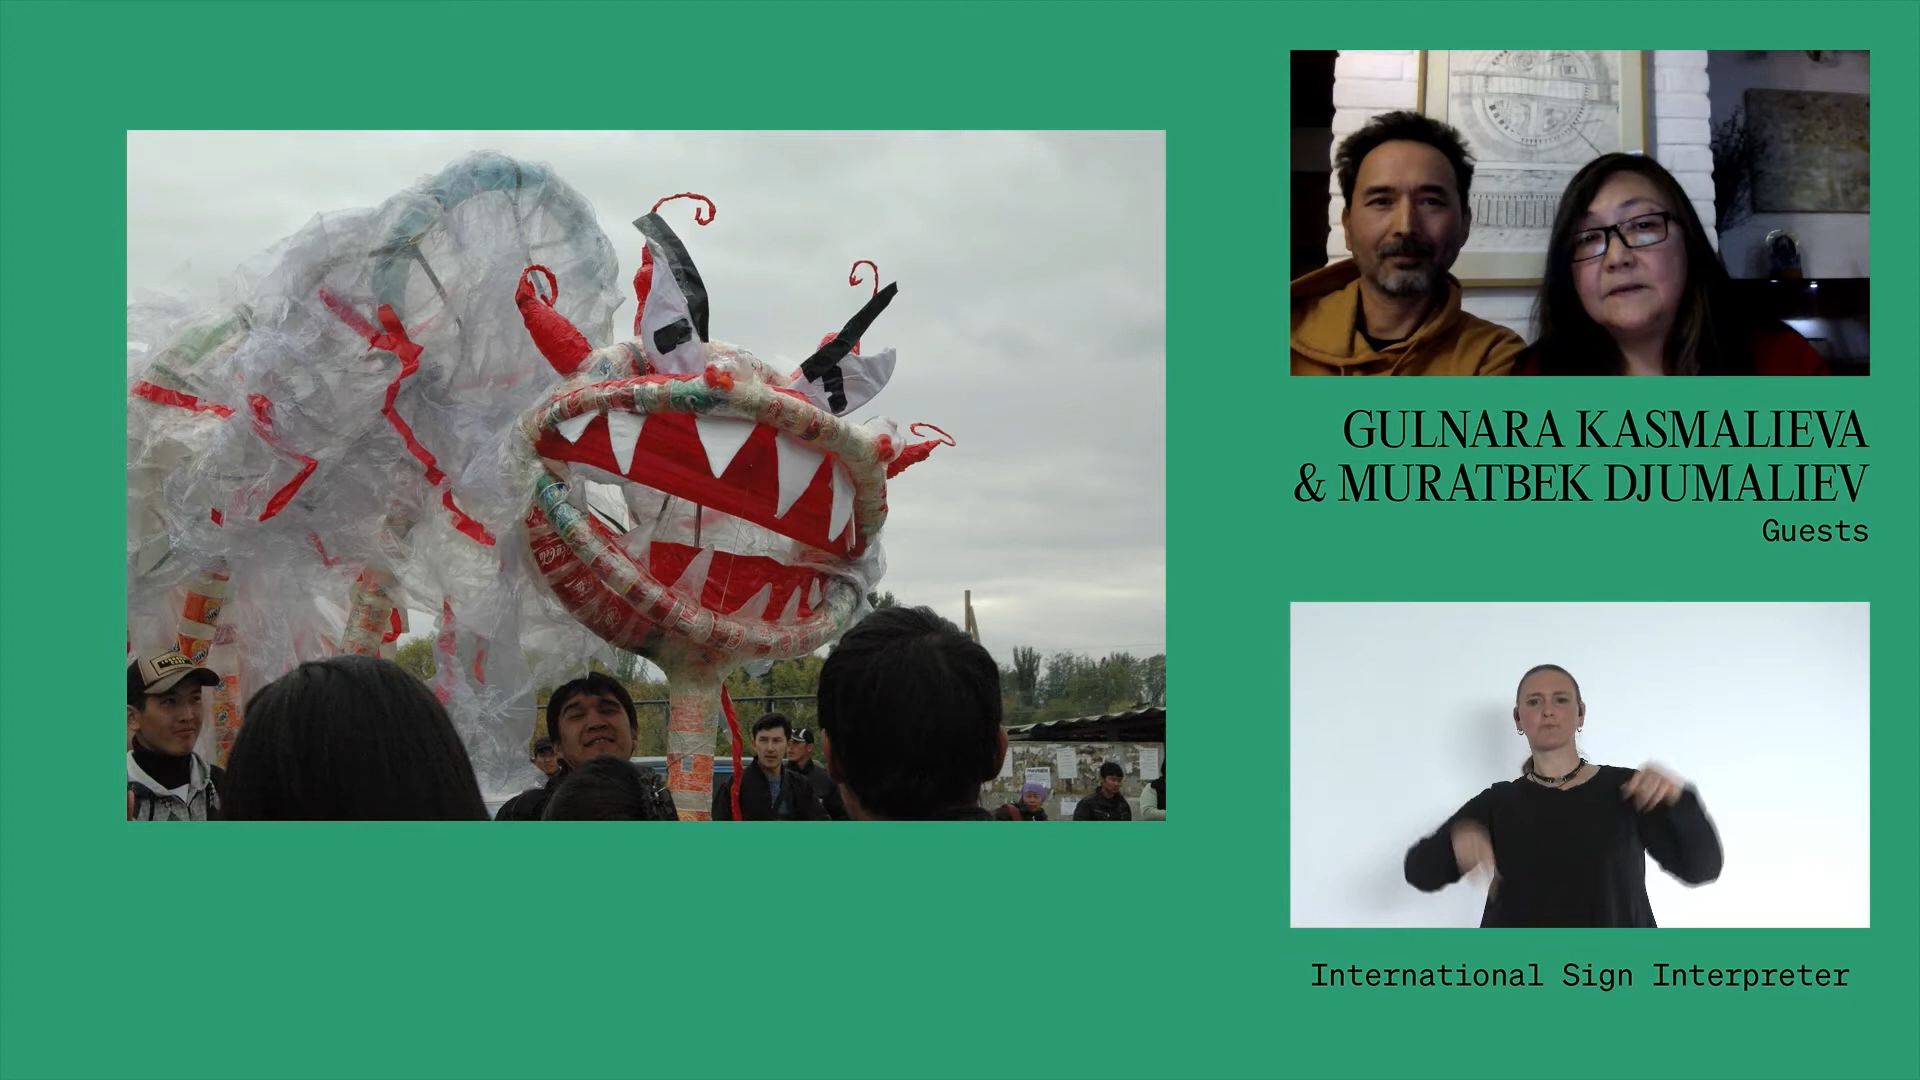 GULNARA KASMALIEVA
& MURATBEK DJUMALIEV
Guests
International Sign Interpreter